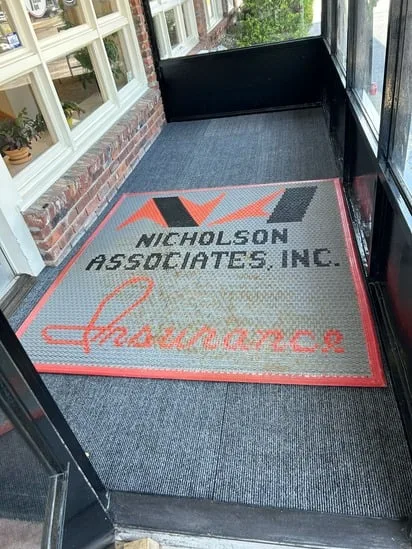 NICHOLSON
ASSOCIATES, INC.
Insurance